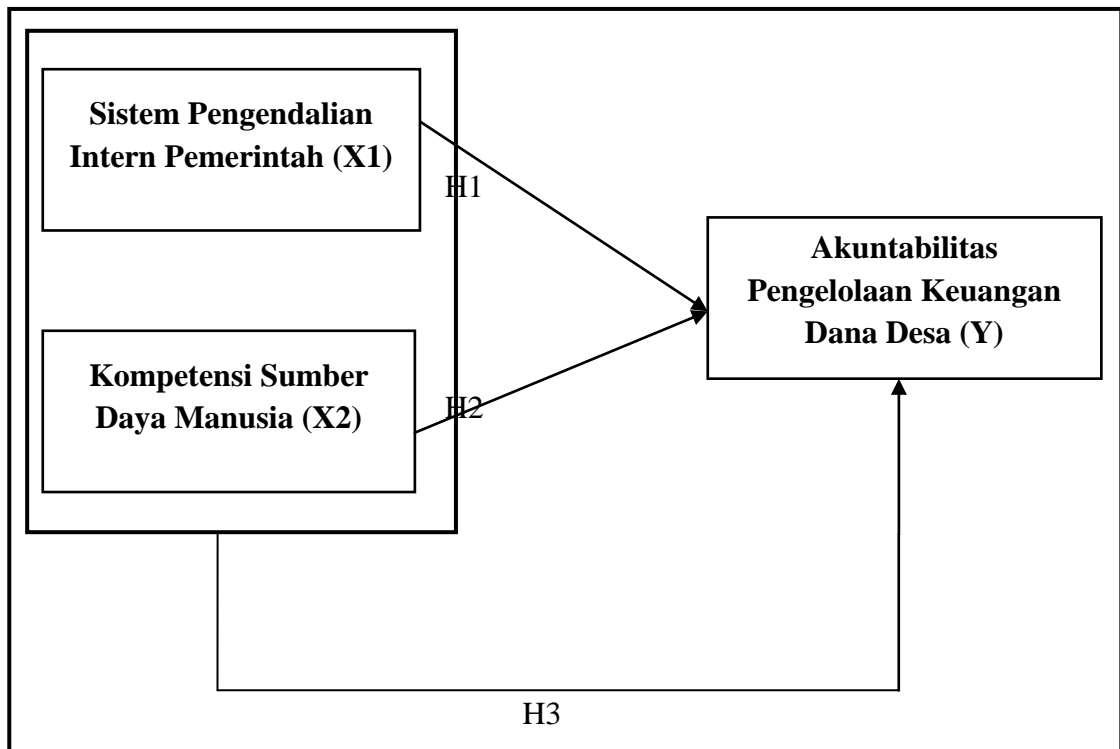 Sistem Pengendalian
Intern Pemerintah (X1)
H1
Akuntabilitas
Pengelolaan Keuangan
Dana Desa (Y)
Kompetensi Sumber
Daya Manusia (X2)
H2
H3